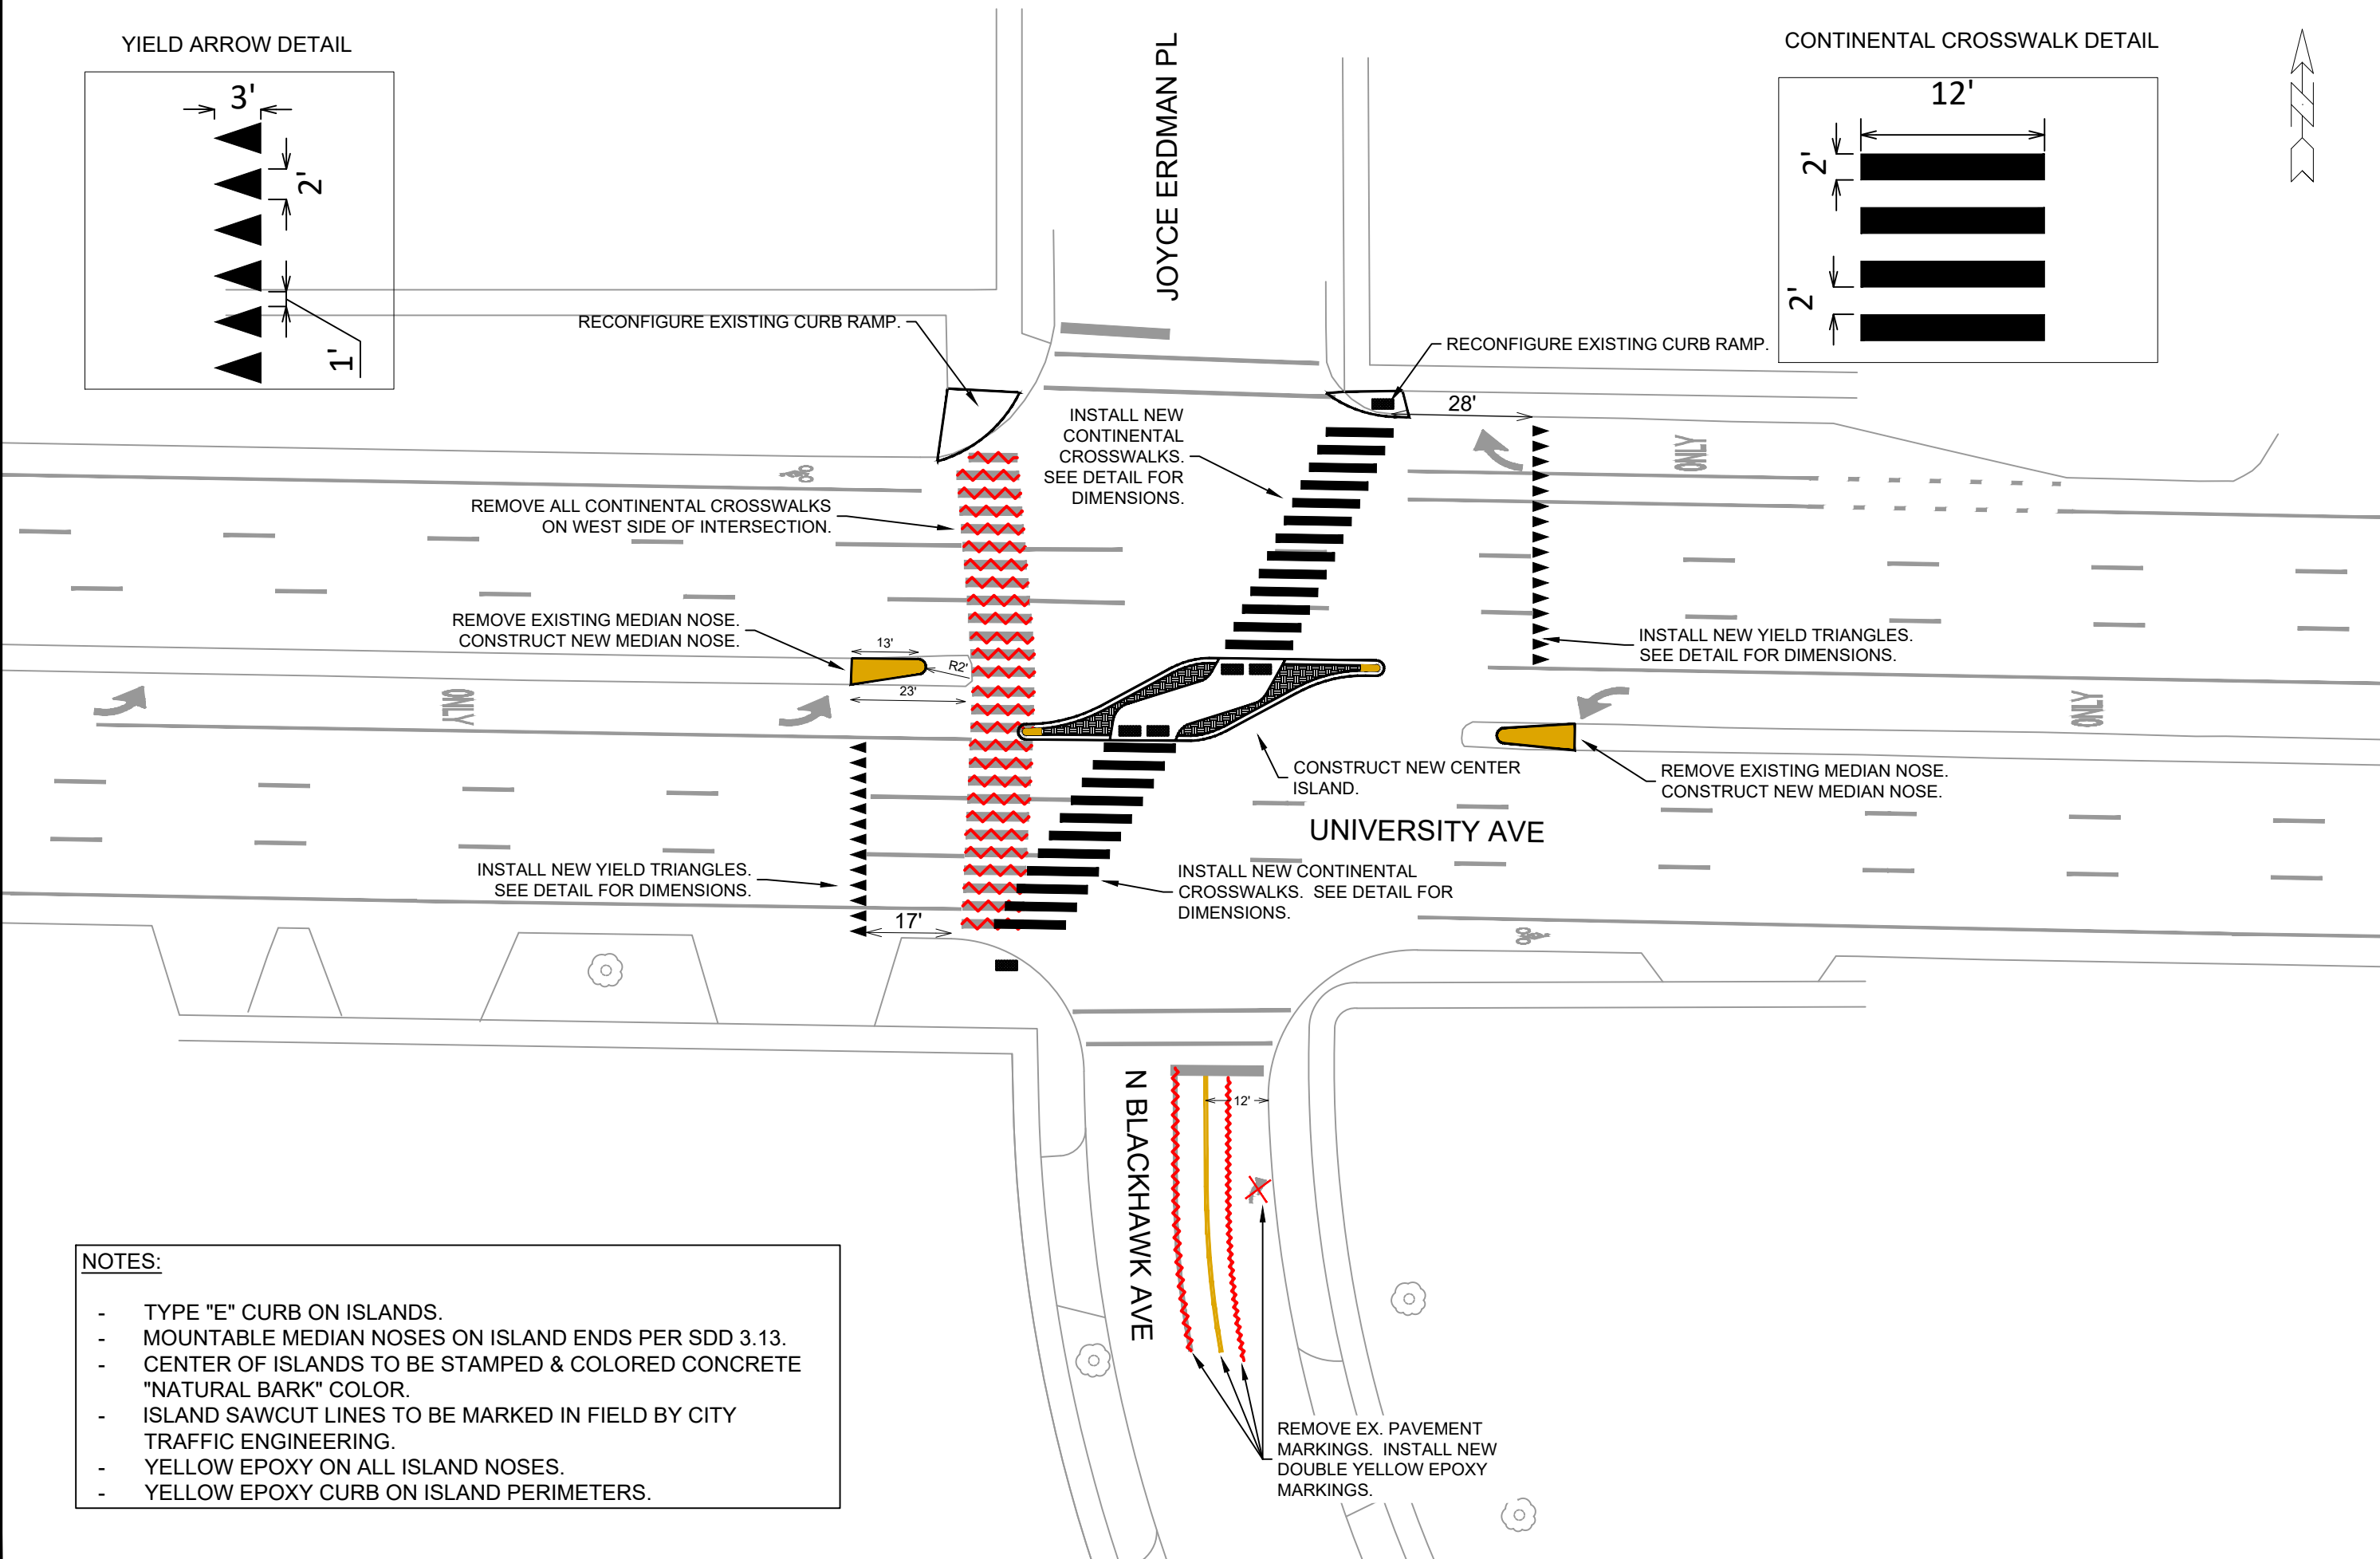 YIELD ARROW DETAIL
3'
2'
1'
JOYCE ERDMAN PL
CONTINENTAL CROSSWALK DETAIL
12'
2'
2'
N
RECONFIGURE EXISTING CURB RAMP.
RECONFIGURE EXISTING CURB RAMP.
28'
INSTALL NEW
CONTINENTAL
CROSSWALKS.
SEE DETAIL FOR
DIMENSIONS.
ONLY
REMOVE ALL CONTINENTAL CROSSWALKS
ON WEST SIDE OF INTERSECTION.
REMOVE EXISTING MEDIAN NOSE.
CONSTRUCT NEW MEDIAN NOSE.
13'
R2'
23'
INSTALL NEW YIELD TRIANGLES.
SEE DETAIL FOR DIMENSIONS.
ONLY
ONLY
CONSTRUCT NEW CENTER
ISLAND.
REMOVE EXISTING MEDIAN NOSE.
CONSTRUCT NEW MEDIAN NOSE.
UNIVERSITY AVE
INSTALL NEW YIELD TRIANGLES.
SEE DETAIL FOR DIMENSIONS.
17'
INSTALL NEW CONTINENTAL
CROSSWALKS.  SEE DETAIL FOR
DIMENSIONS.
N BLACKHAWK AVE
12'
REMOVE EX. PAVEMENT
MARKINGS.  INSTALL NEW
DOUBLE YELLOW EPOXY
MARKINGS.
NOTES:
- TYPE "E" CURB ON ISLANDS.
- MOUNTABLE MEDIAN NOSES ON ISLAND ENDS PER SDD 3.13.
- CENTER OF ISLANDS TO BE STAMPED & COLORED CONCRETE
"NATURAL BARK" COLOR.
- ISLAND SAWCUT LINES TO BE MARKED IN FIELD BY CITY
TRAFFIC ENGINEERING.
- YELLOW EPOXY ON ALL ISLAND NOSES.
- YELLOW EPOXY CURB ON ISLAND PERIMETERS.